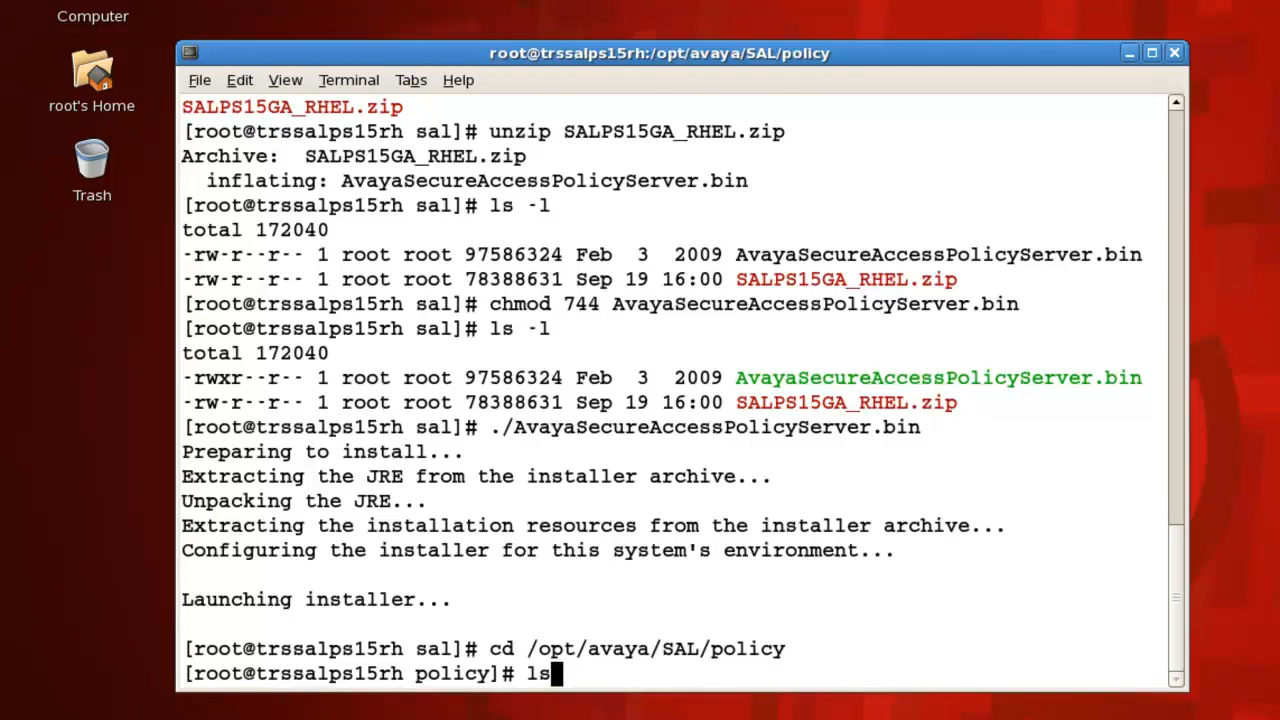 Computer
root's Home
Trash
root@trssalps15rh:/opt/avaya/SAL/policy
File Edit View Terminal Tabs Help
SALPS15GA_RHEL.zip
[root@trssalps15rh sal]# unzip SALPS15GA_RHEL.zip
Archive:  SALPS15GA_RHEL.zip
  inflating: AvayaSecureAccessPolicyServer.bin
[root@trssalps15rh sal]# ls -l
total 172040
-rw-r--r-- 1 root root 97586324 Feb  3  2009 AvayaSecureAccessPolicyServer.bin
-rw-r--r-- 1 root root 78388631 Sep 19 16:00 SALPS15GA_RHEL.zip
[root@trssalps15rh sal]# chmod 744 AvayaSecureAccessPolicyServer.bin
[root@trssalps15rh sal]# ls -l
total 172040
-rwxr--r-- 1 root root 97586324 Feb  3  2009 AvayaSecureAccessPolicyServer.bin
-rw-r--r-- 1 root root 78388631 Sep 19 16:00 SALPS15GA_RHEL.zip
[root@trssalps15rh sal]# ./AvayaSecureAccessPolicyServer.bin
Preparing to install...
Extracting the JRE from the installer archive...
Unpacking the JRE...
Extracting the installation resources from the installer archive...
Configuring the installer for this system's environment...
Launching installer...
[root@trssalps15rh sal]# cd /opt/avaya/SAL/policy
[root@trssalps15rh policy]# ls